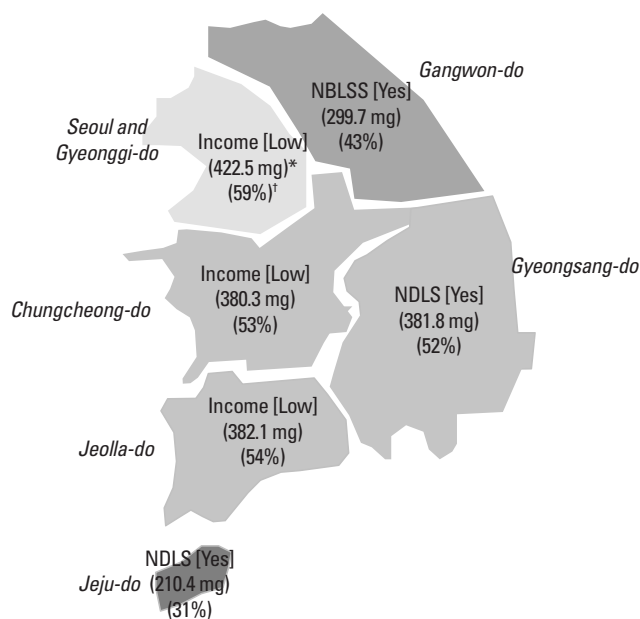 Gangwon-do
NBLSS [Yes]
(299.7 mg)
(43%)
Seoul and
Gyeonggi-do
Income [Low]
(422.5 mg)*
(59%)†
Gyeongsang-do
Income [Low]
(380.3 mg)
(53%)
Chungcheong-do
NDLS [Yes]
(381.8 mg)
(52%)
Income [Low]
(382.1 mg)
(54%)
Jeolla-do
NDLS [Yes]
(210.4 mg)
(31%)
Jeju-do